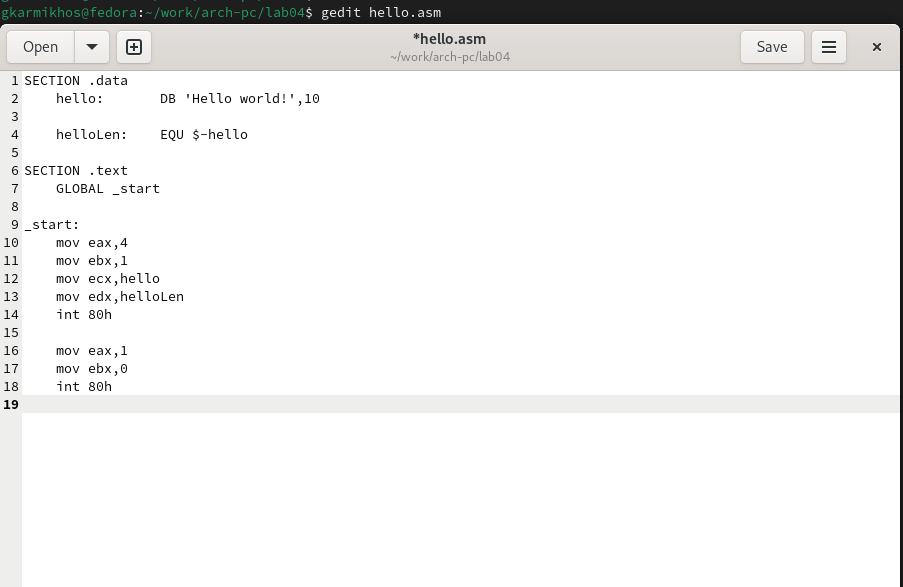 gkarmikhos@fedora:~/work/arch-pc/lab04$ gedit hello.asm
Open
*hello.asm
~/work/arch-pc/lab04
Save
1 SECTION .data
2     hello:       DB 'Hello world!',10
3
4     helloLen:    EQU $-hello
5
6 SECTION .text
7     GLOBAL _start
8
9 _start:
10     mov eax,4
11     mov ebx,1
12     mov ecx,hello
13     mov edx,helloLen
14     int 80h
15
16     mov eax,1
17     mov ebx,0
18     int 80h
19